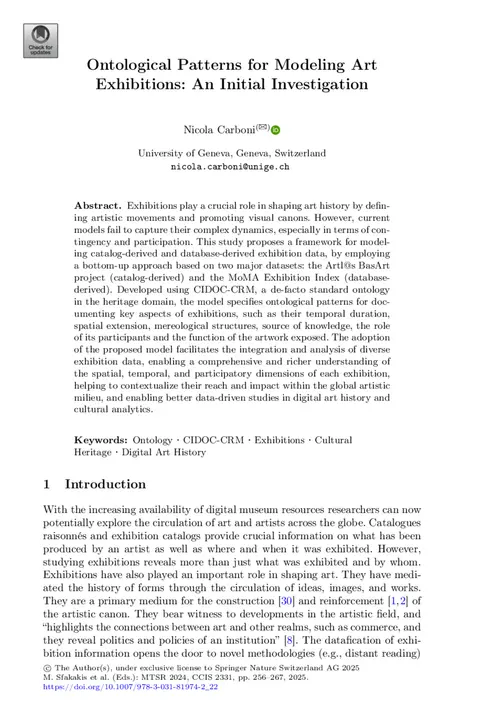 Check for
updates
Ontological Patterns for Modeling Art
Exhibitions: An Initial Investigation
Nicola Carboni(✉)
University of Geneva, Geneva, Switzerland
nicola.carboni@unige.ch
Abstract. Exhibitions play a crucial role in shaping art history by defin-
ing artistic movements and promoting visual canons. However, current
models fail to capture their complex dynamics, especially in terms of con-
tingency and participation. This study proposes a framework for model-
ing catalog-derived and database-derived exhibition data, by employing
a bottom-up approach based on two major datasets: the Artl@s BasArt
project (catalog-derived) and the MoMA Exhibition Index (database-
derived). Developed using CIDOC-CRM, a de-facto standard ontology
in the heritage domain, the model specifies ontological patterns for doc-
umenting key aspects of exhibitions, such as their temporal duration,
spatial extension, mereological structures, source of knowledge, the role
of its participants and the function of the artwork exposed. The adoption
of the proposed model facilitates the integration and analysis of diverse
exhibition data, enabling a comprehensive and richer understanding of
the spatial, temporal, and participatory dimensions of each exhibition,
helping to contextualize their reach and impact within the global artistic
milieu, and enabling better data-driven studies in digital art history and
cultural analytics.
Keywords: Ontology · CIDOC-CRM · Exhibitions · Cultural
Heritage · Digital Art History
1 Introduction
With the increasing availability of digital museum resources researchers can now
potentially explore the circulation of art and artists across the globe. Catalogues
raisonnés and exhibition catalogs provide crucial information on what has been
produced by an artist as well as where and when it was exhibited. However,
studying exhibitions reveals more than just what was exhibited and by whom.
Exhibitions have also played an important role in shaping art. They have medi-
ated the history of forms through the circulation of ideas, images, and works.
They are a primary medium for the construction [30] and reinforcement [1,2] of
the artistic canon. They bear witness to developments in the artistic field, and
“highlights the connections between art and other realms, such as commerce, and
they reveal politics and policies of an institution” [8]. The datafication of exhi-
bition information opens the door to novel methodologies (e.g., distant reading)
© The Author(s), under exclusive license to Springer Nature Switzerland AG 2025
M. Sfakakis et al. (Eds.): MTSR 2024, CCIS 2331, pp. 256–267, 2025.
https://doi.org/10.1007/978-3-031-81974-2_22